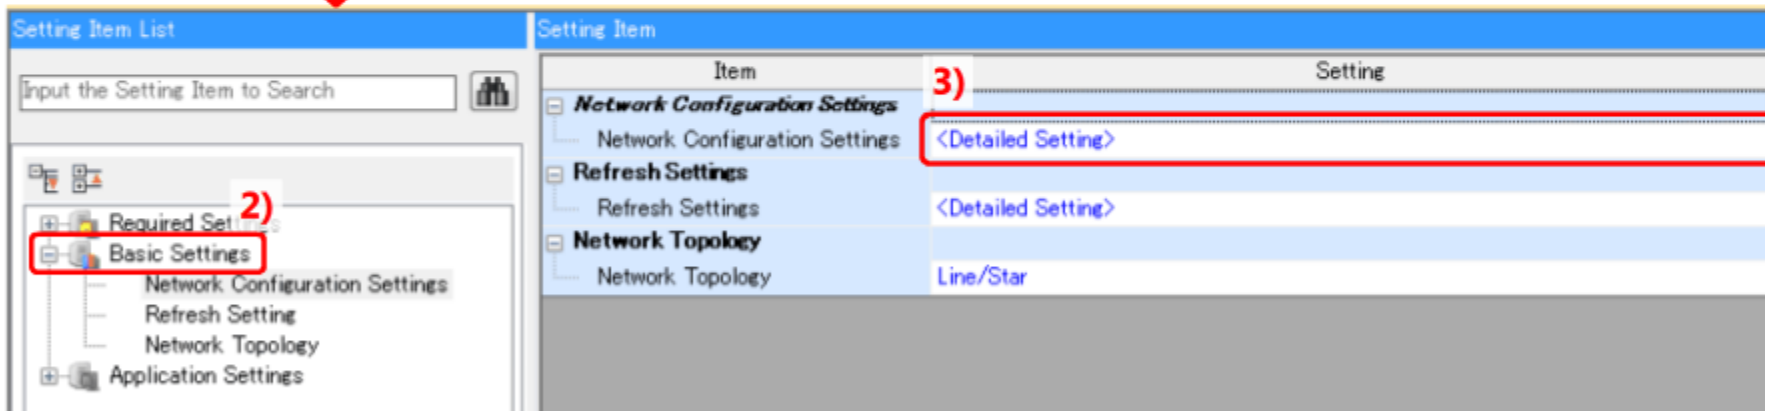 Setting Item List
Input the Setting Item to Search
2)
Required Set
Basic Settings
Network Configuration Settings
Refresh Setting
Network Topology
Application Settings
Setting Item
Item Setting
3)
Network Configuration Settings
Network Configuration Settings <Detailed Setting>
Refresh Settings
Refresh Settings <Detailed Setting>
Network Topology
Network Topology Line/Star